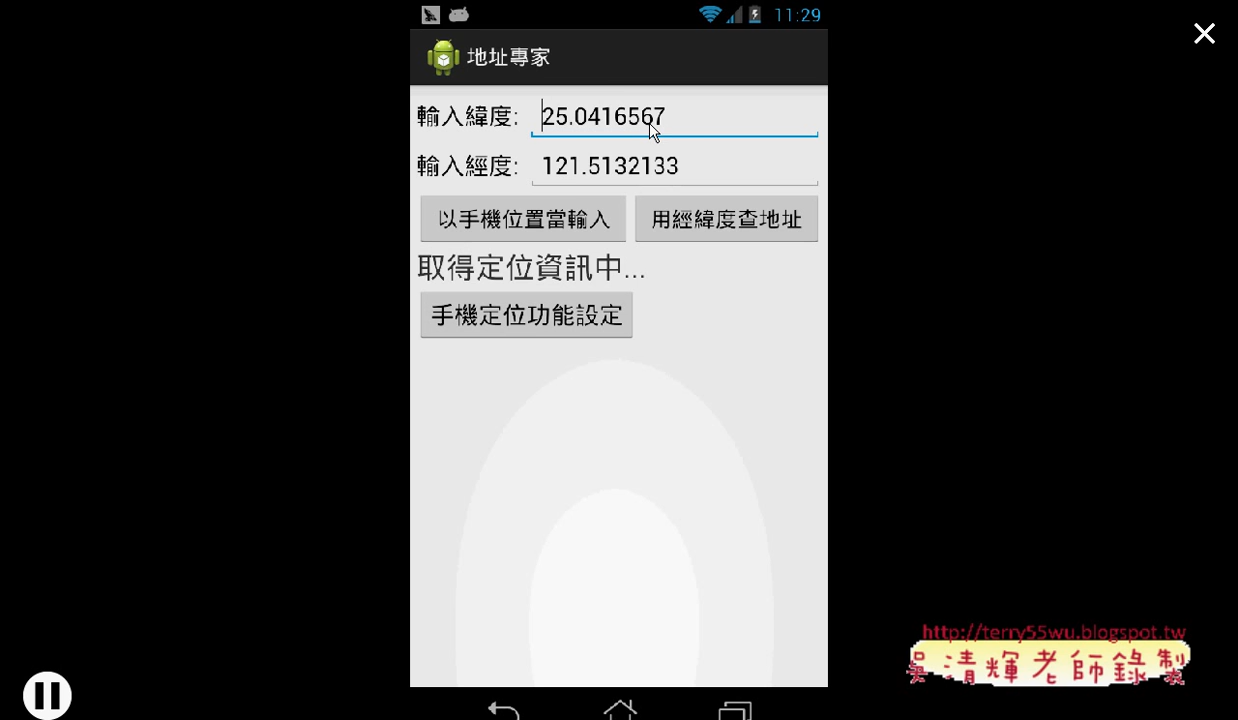 11:29
地址專家
輸入緯度: 25.0416567
輸入經度: 121.5132133
以手機位置當輸入 用經緯度查地址
取得定位資訊中...
手機定位功能設定
http://terry55wu.blogspot.tw
吳清輝老師錄製